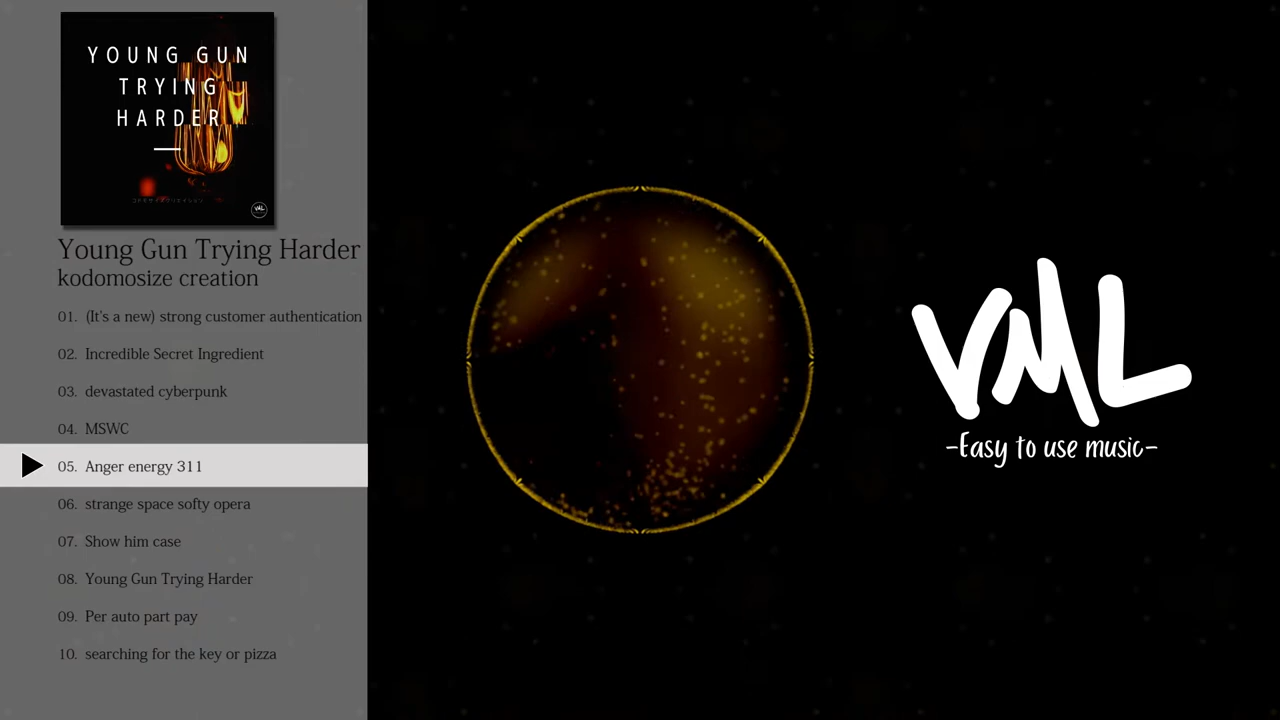 YOUNG GUN
TRYING
HARDER
VML
Young Gun Trying Harder
kodomosize creation
01. (It's a new) strong customer authentication
02. Incredible Secret Ingredient
03. devastated cyberpunk
04. MSWC
05. Anger energy 311
06. strange space softy opera
07. Show him case
08. Young Gun Trying Harder
09. Per auto part pay
10. searching for the key or pizza
VML
-Easy to use music-